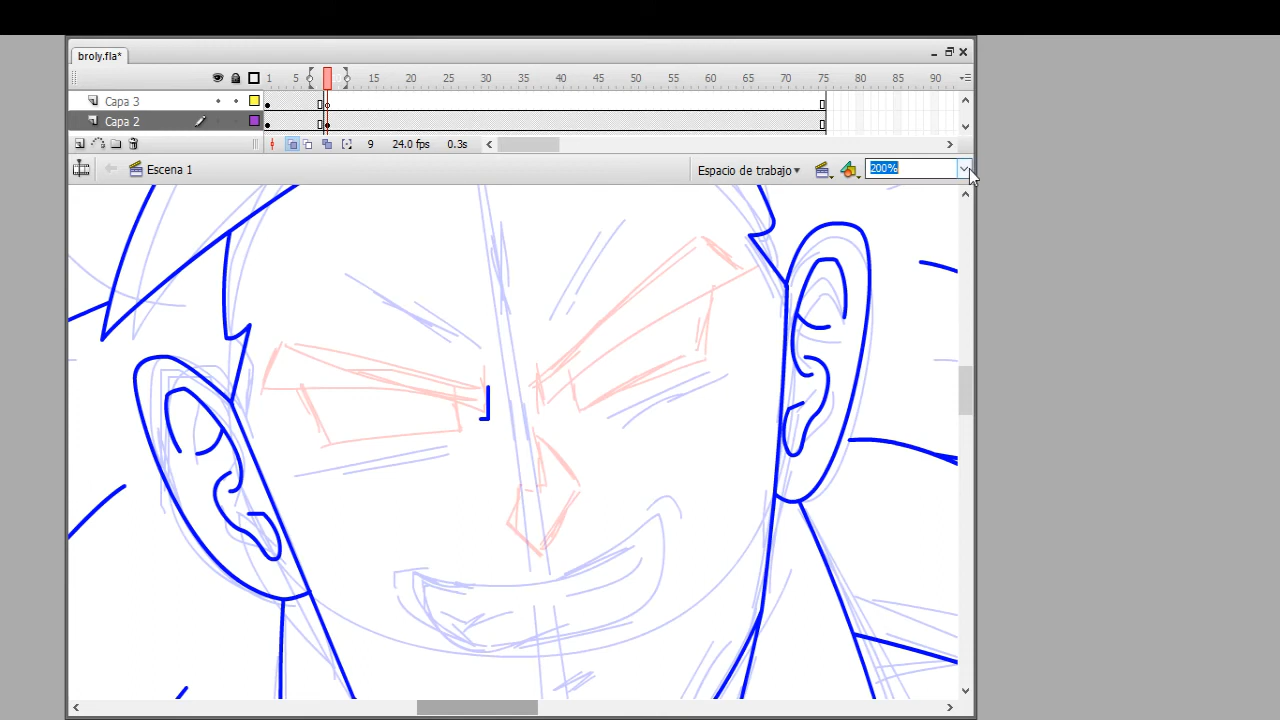 broly.fla*
1 5 10 15 20 25 30 35 40 45 50 55 60 65 70 75 80 85 90
Capa 3
Capa 2
9 24.0 fps 0.3s
Escena 1 Espacio de trabajo 200%